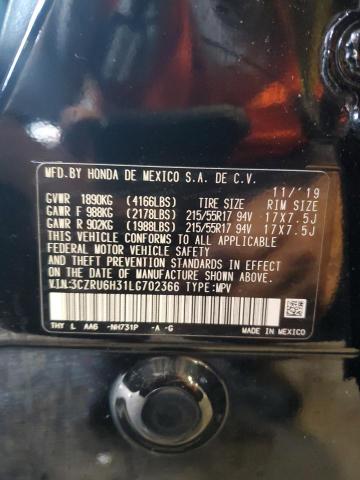 MFD.BY HONDA DE MEXICO S.A. DE C.V.
11/'19
GVWR 1890KG (4166LBS) TIRE SIZE RIM SIZE
GAWR F 988KG (2178LBS) 215/55R17 94V 17X7.5J
GAWR R 902KG (1988LBS) 215/55R17 94V 17X7.5J
THIS VEHICLE CONFORMS TO ALL APPLICABLE
FEDERAL MOTOR VEHICLE SAFETY, BUMPER,
AND THEFT PREVENTION STANDARDS IN EFFECT
ON THE DATE OF MANUFACTURE SHOWN ABOVE.
V.I.N:3CZRU6H31LG702366 TYPE:MPV
THY L AA6 -NH731P -A -G MADE IN MEXICO